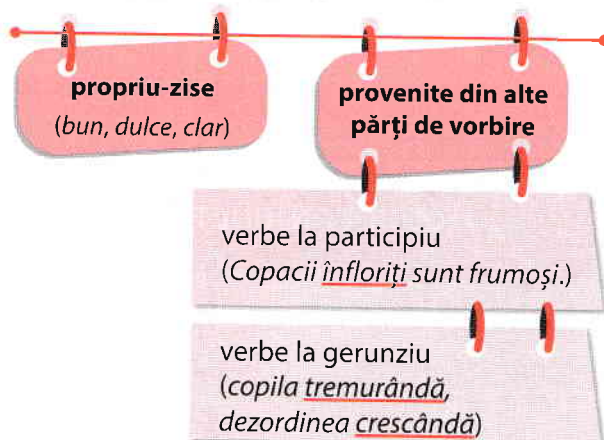 propriu-zise
(bun, dulce, clar)
provenite din alte
părți de vorbire
verbe la participiu
(Copacii înfloriți sunt frumoși.)
verbe la gerunziu
(copila tremurândă,
dezordinea crescândă)